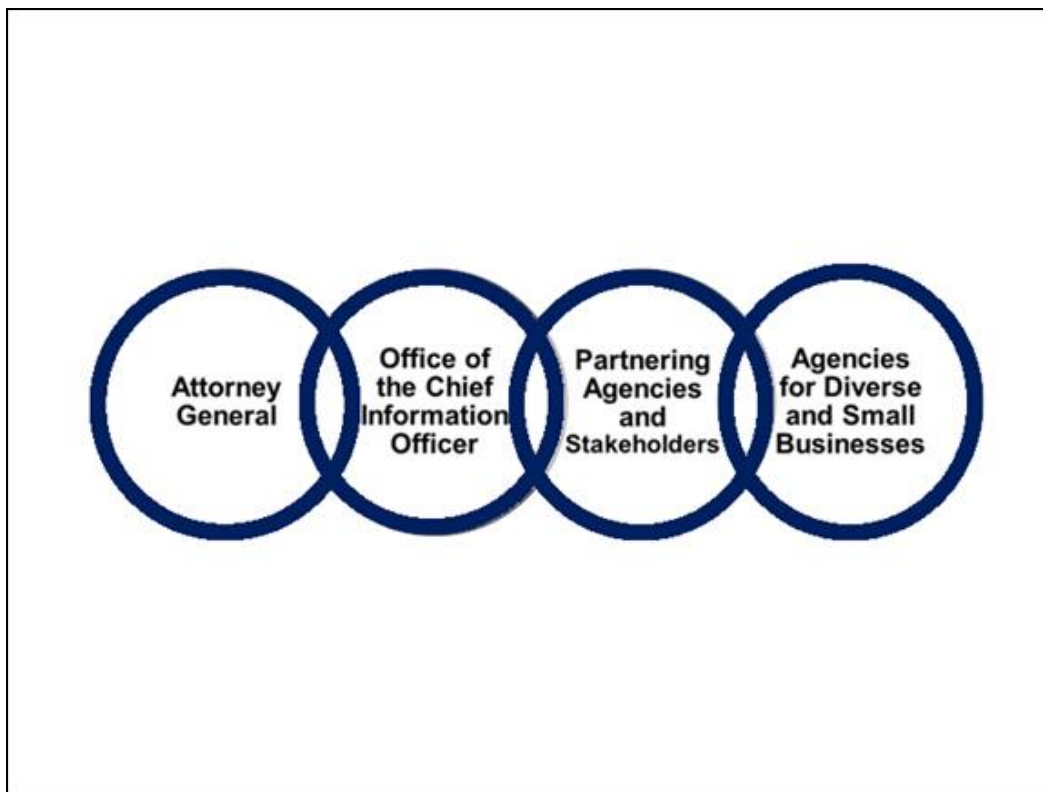 Attorney
General
Office of
the Chief
Information
Officer
Partnering
Agencies
and
Stakeholders
Agencies
for Diverse
and Small
Businesses